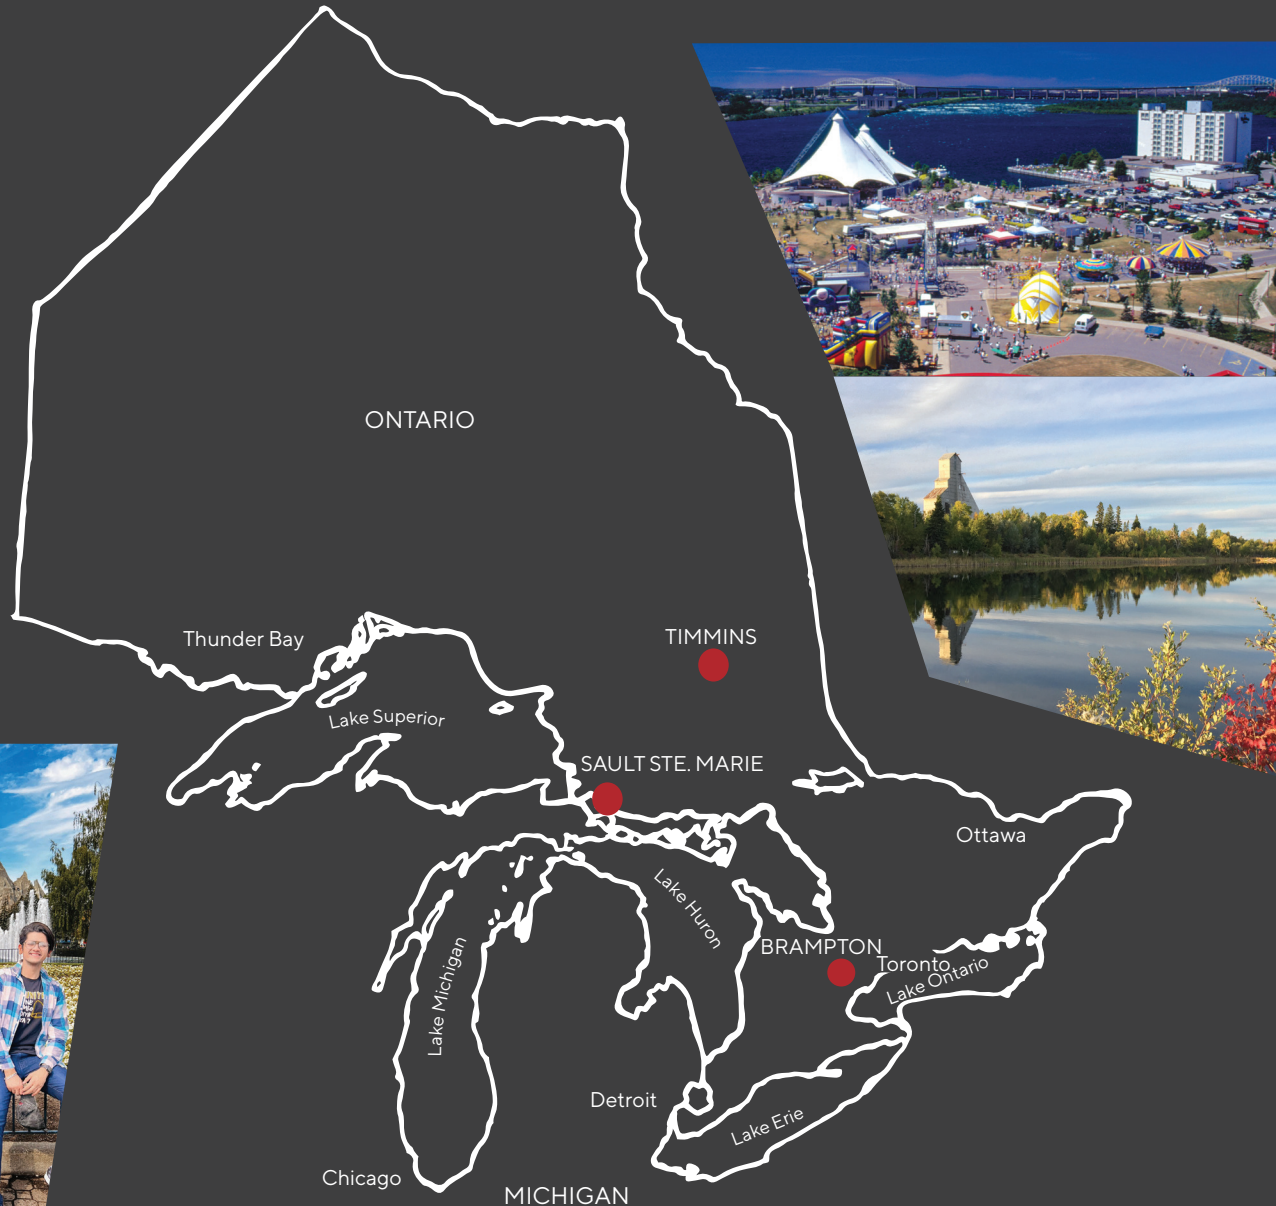 ONTARIO
Thunder Bay
TIMMINS
Lake Superior
SAULT STE. MARIE
Ottawa
Lake Huron
BRAMPTON
Toronto
Lake Ontario
Lake Michigan
Detroit
Lake Erie
Chicago
MICHIGAN